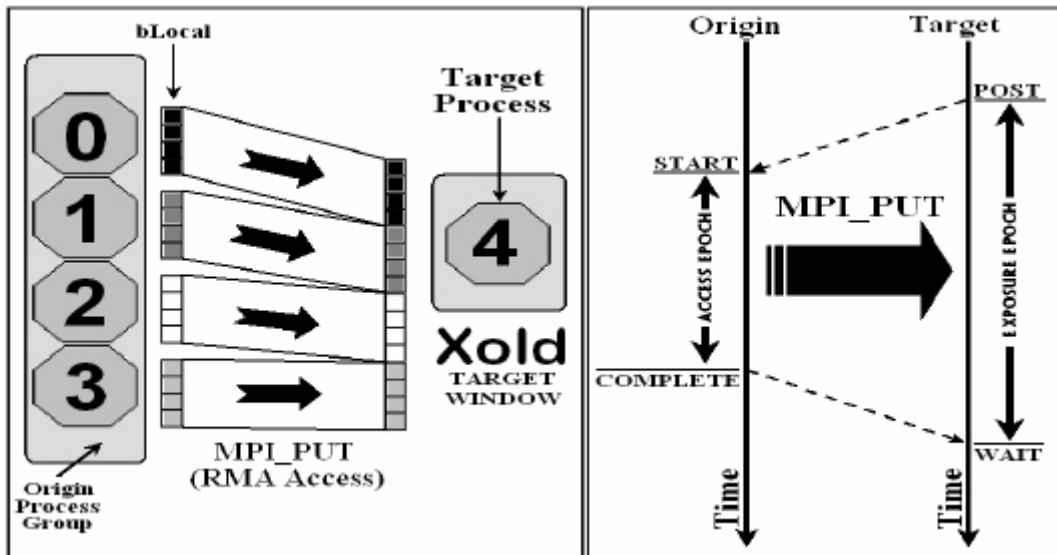 bLocal
0
1
2
3
Origin
Process
Group
MPI_PUT
(RMA Access)
Target
Process
4
Xold
TARGET
WINDOW
Origin
Target
POST
START
MPI_PUT
ACCESS EPOCH
EXPOSURE EPOCH
COMPLETE
WAIT
Time
Time